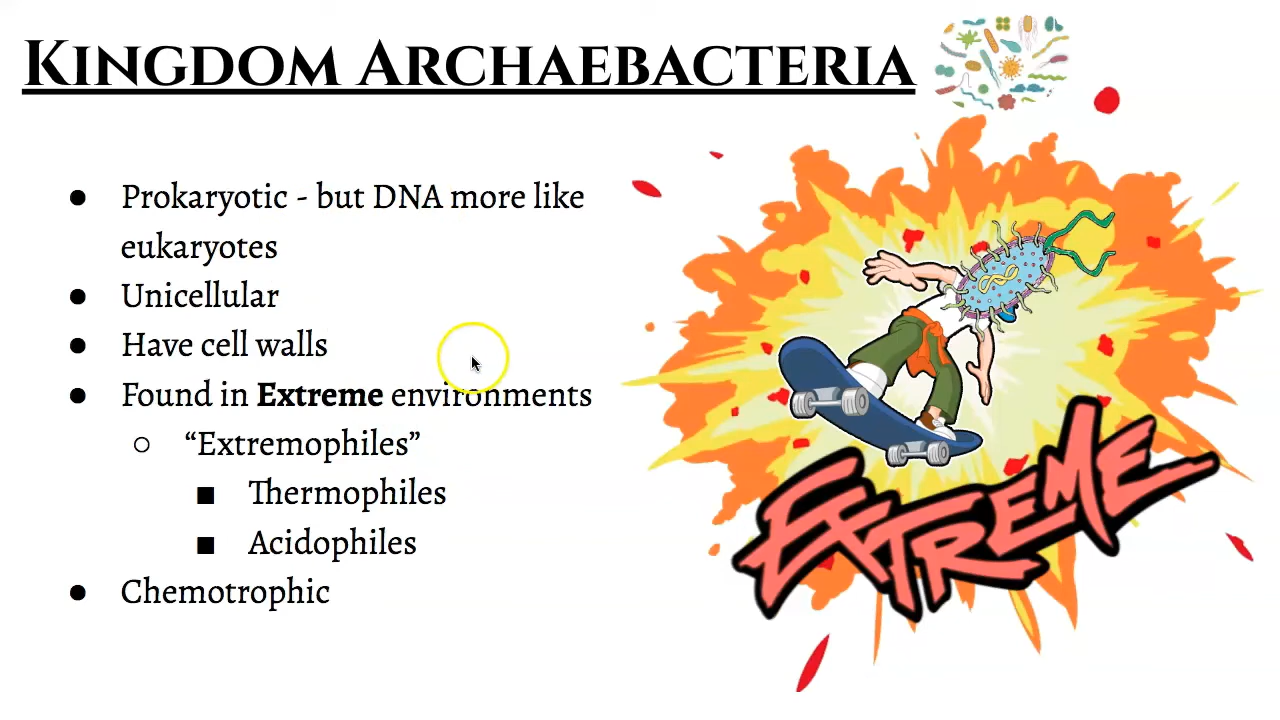 Kingdom Archaebacteria
● Prokaryotic - but DNA more like
eukaryotes
● Unicellular
● Have cell walls
● Found in Extreme environments
○ “Extremophiles”
■ Thermophiles
■ Acidophiles
● Chemotrophic
EXTREME